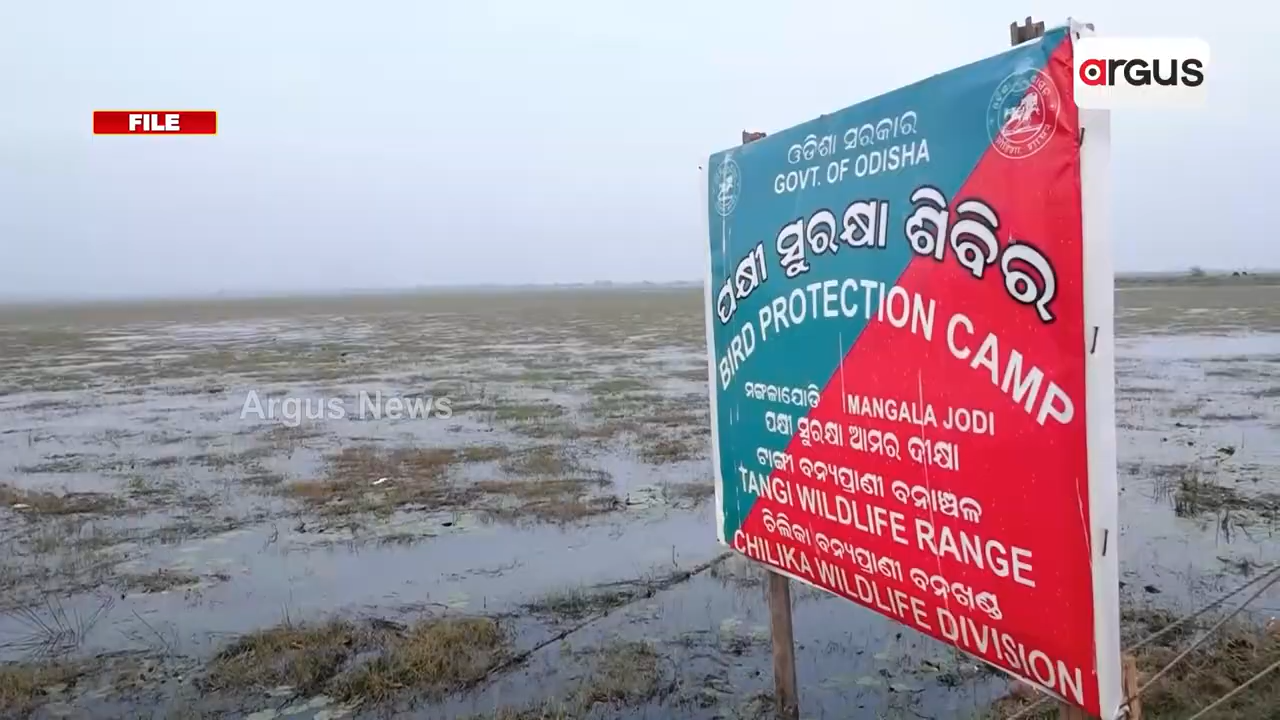 FILE
argus
ଓଡିଶା ସରକାର
GOVT. OF ODISHA
ପକ୍ଷୀ ସୁରକ୍ଷା ଶିବିର
BIRD PROTECTION CAMP
ମଙ୍ଗଳାଯୋଡି MANGALA JODI
ପକ୍ଷୀ ସୁରକ୍ଷା ଆମର ଦୀକ୍ଷା
ଟାଙ୍ଗୀ ବନ୍ୟପ୍ରାଣୀ ବନାଞ୍ଚଳ
TANGI WILDLIFE RANGE
ଚିଲିକା ବନ୍ୟପ୍ରାଣୀ ବନଖଣ୍ଡ
CHILIKA WILDLIFE DIVISION
Argus News